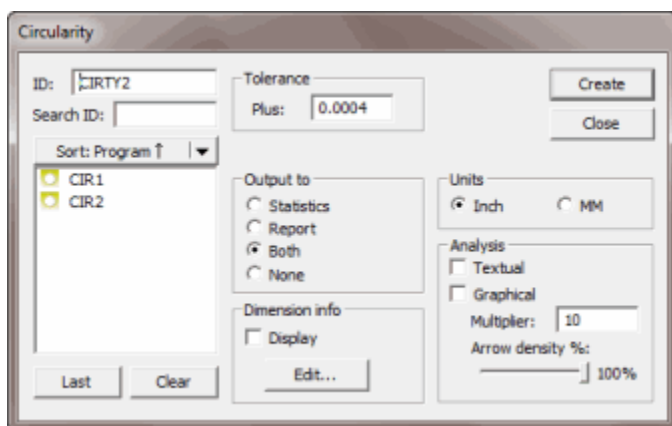 Circularity
ID: CIRTY2
Search ID:
Sort: Program↑
CIR1
CIR2
Last
Clear
Tolerance
Plus: 0.0004
Output to
Statistics
Report
Both
None
Dimension info
Display
Edit...
Create
Close
Units
Inch
MM
Analysis
Textual
Graphical
Multiplier: 10
Arrow density %:
100%